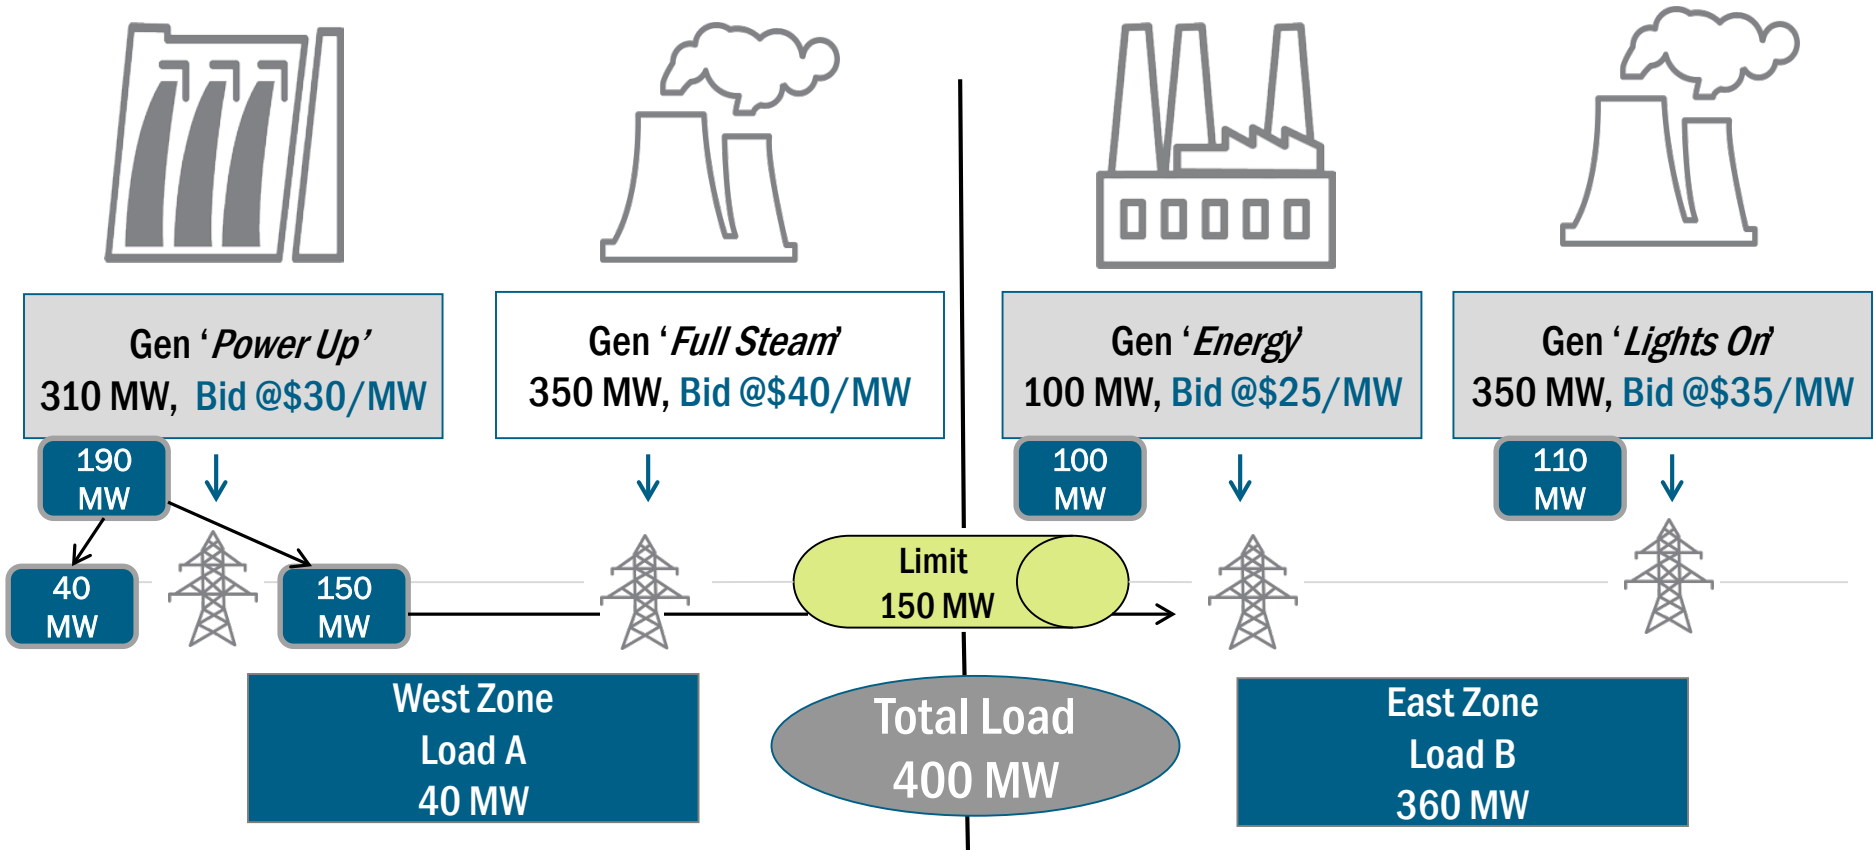 Gen ‘Power Up’
310 MW, Bid @$30/MW
Gen ‘Full Steam’
350 MW, Bid @$40/MW
Gen ‘Energy’
100 MW, Bid @$25/MW
Gen ‘Lights On’
350 MW, Bid @$35/MW
190
MW
100
MW
110
MW
40
MW
150
MW
Limit
150 MW
West Zone
Load A
40 MW
Total Load
400 MW
East Zone
Load B
360 MW